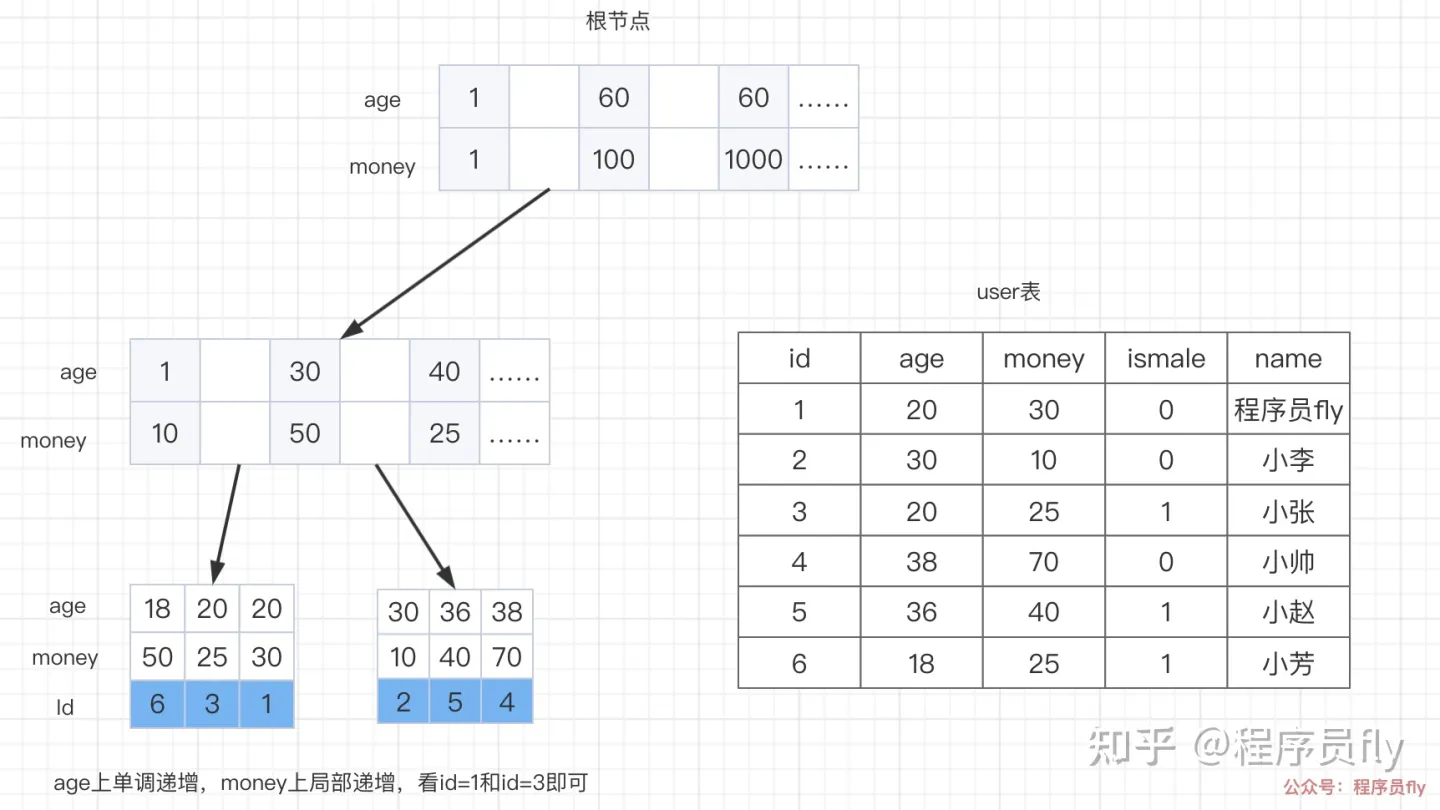 根节点
age 1 60 60 ……
money 1 100 1000 ……
age 1 30 40 ……
money 10 50 25 ……
age 18 20 20
money 50 25 30
Id 6 3 1
30 36 38
10 40 70
2 5 4
age上单调递增，money上局部递增，看id=1和id=3即可
user表
id age money ismale name
1 20 30 0 程序员fly
2 30 10 0 小李
3 20 25 1 小张
4 38 70 0 小帅
5 36 40 1 小赵
6 18 25 1 小芳
知乎 @程序员fly
公众号：程序员fly